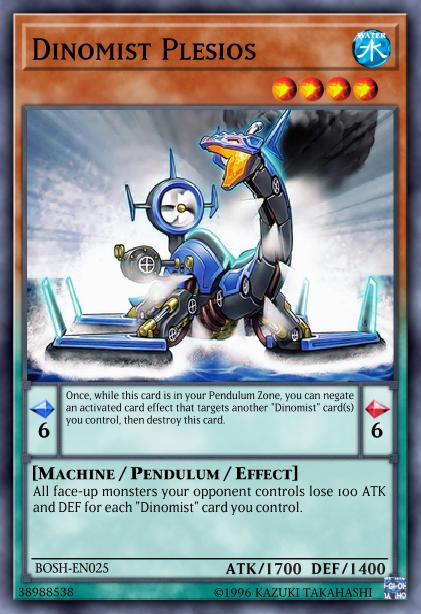 Dinomist Plesios
WATER
水
Once, while this card is in your Pendulum Zone, you can negate
an activated card effect that targets another "Dinomist" card(s)
you control, then destroy this card.
6
6
[Machine / Pendulum / Effect]
All face-up monsters your opponent controls lose 100 ATK
and DEF for each "Dinomist" card you control.
BOSH-EN025
ATK/1700 DEF/1400
38988538
©1996 KAZUKI TAKAHASHI